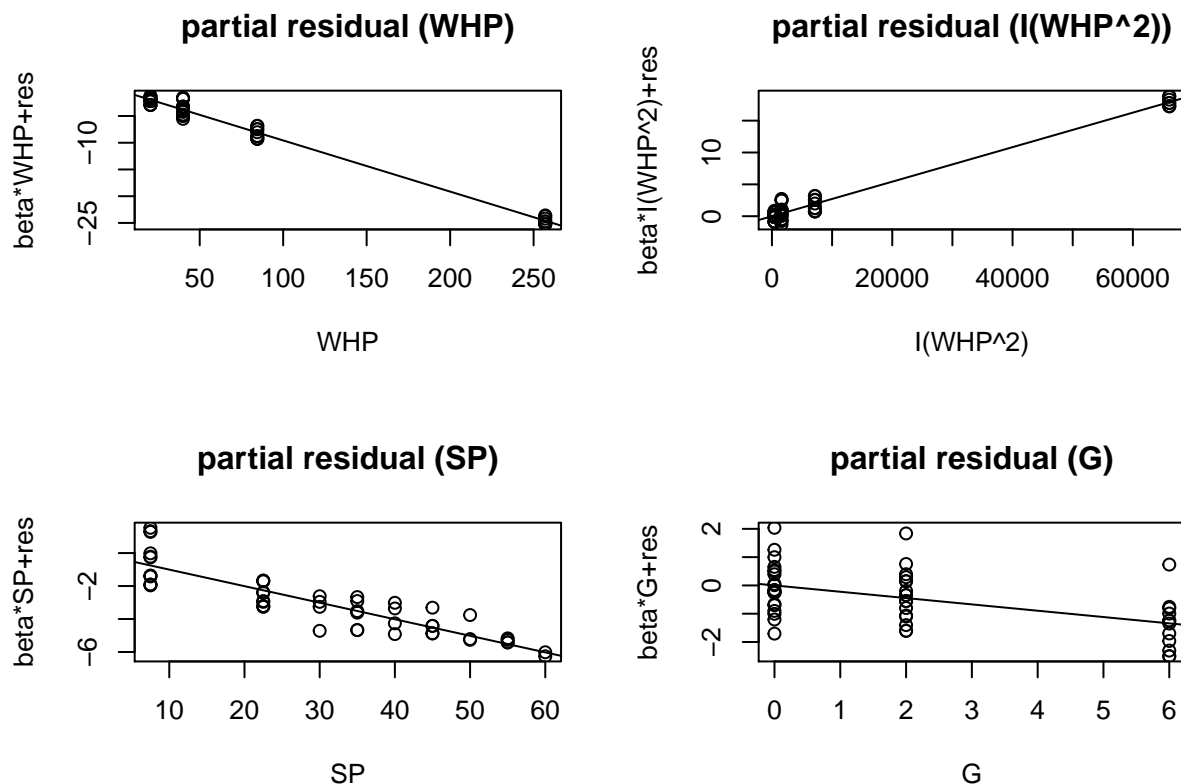 partial residual (WHP)
beta*WHP+res
−10
−25
50 100 150 200 250
WHP
partial residual (I(WHP^2))
beta*I(WHP^2)+res
10
0
0 20000 40000 60000
I(WHP^2)
partial residual (SP)
beta*SP+res
−2
−6
10 20 30 40 50 60
SP
partial residual (G)
beta*G+res
2
0
−2
0 1 2 3 4 5 6
G